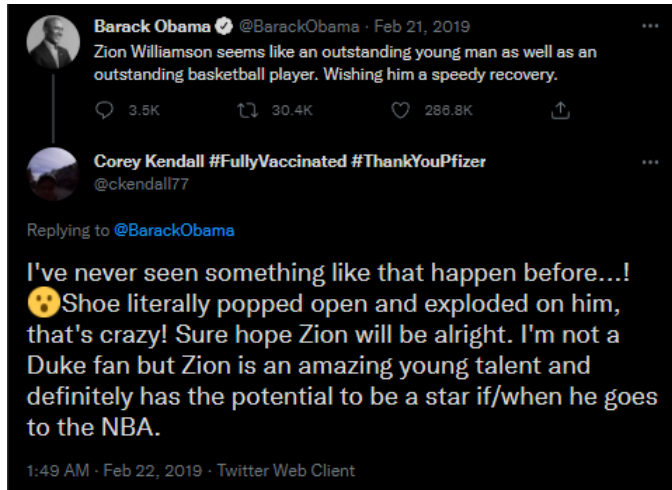 Barack Obama @BarackObama · Feb 21, 2019 ...
Zion Williamson seems like an outstanding young man as well as an
outstanding basketball player. Wishing him a speedy recovery.
3.5K 30.4K 286.8K
Corey Kendall #FullyVaccinated #ThankYouPfizer ...
@ckendall77
Replying to @BarackObama
I've never seen something like that happen before...!
😮Shoe literally popped open and exploded on him,
that's crazy! Sure hope Zion will be alright. I'm not a
Duke fan but Zion is an amazing young talent and
definitely has the potential to be a star if/when he goes
to the NBA.
1:49 AM · Feb 22, 2019 · Twitter Web Client